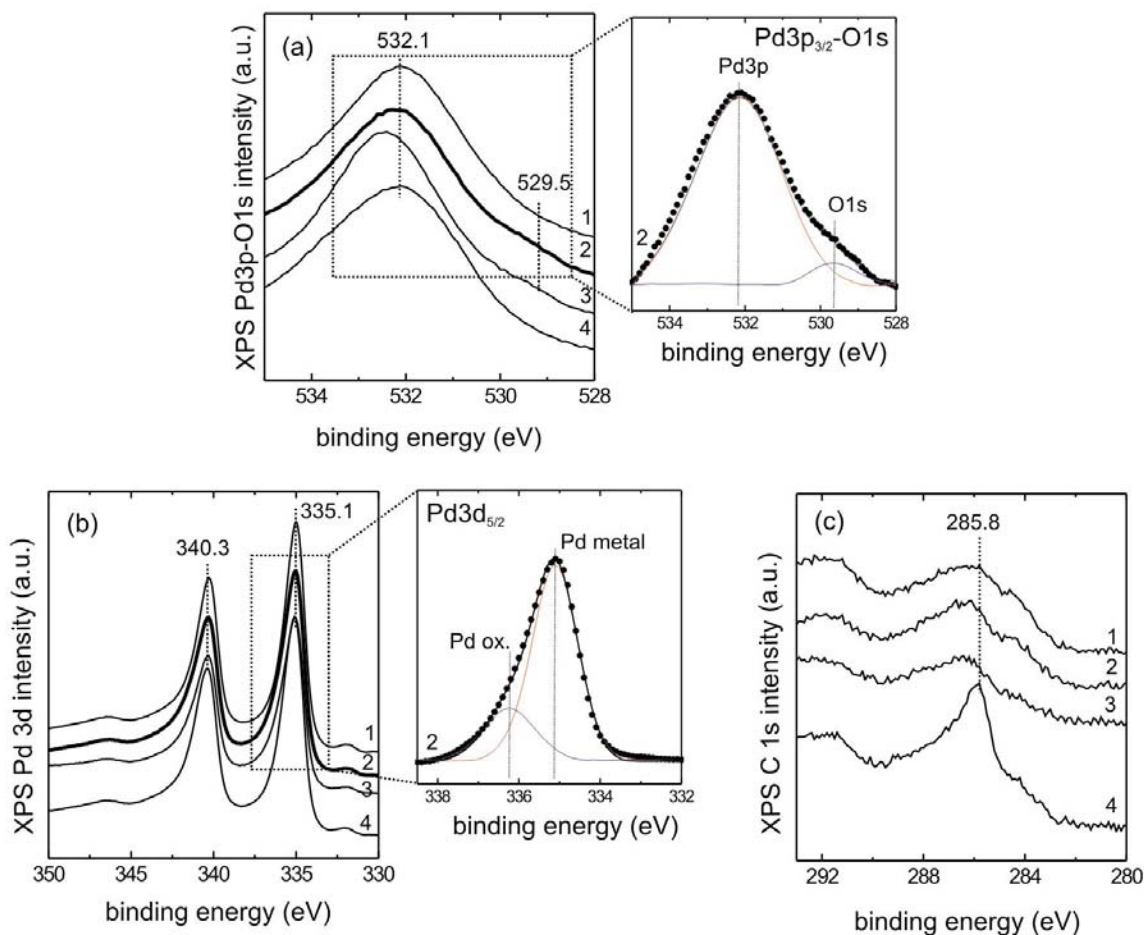 (a)
532.1
529.5
1
2
3
4
XPS Pd3p-O1s intensity (a.u.)
534 532 530 528
binding energy (eV)
Pd3p3/2-O1s
Pd3p
O1s
2
534 532 530 528
binding energy (eV)
(b)
340.3
335.1
1
2
3
4
XPS Pd 3d intensity (a.u.)
350 345 340 335 330
binding energy (eV)
Pd3d5/2
Pd metal
Pd ox.
2
338 336 334 332
binding energy (eV)
(c)
285.8
1
2
3
4
XPS C 1s intensity (a.u.)
292 288 284 280
binding energy (eV)